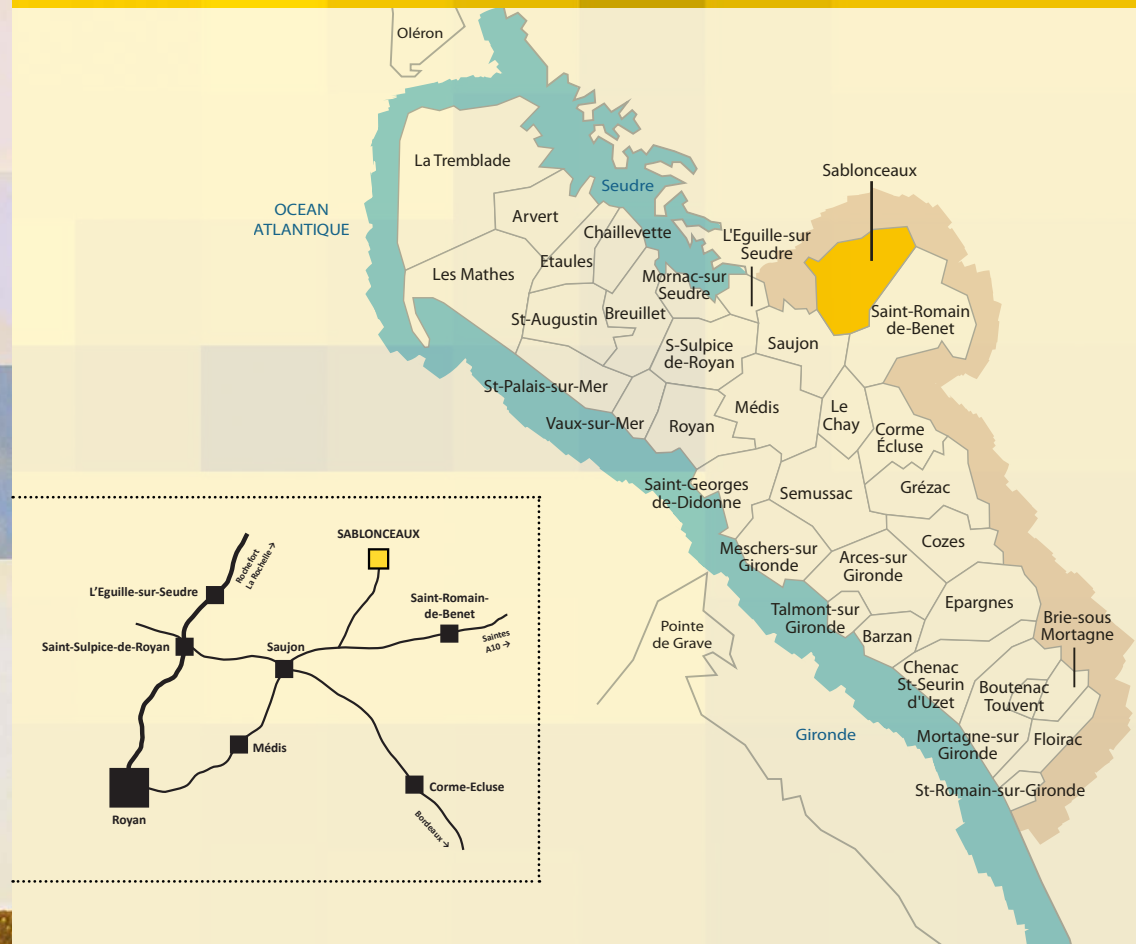 Oléron
La Tremblade
Sablonceaux
Seudre
OCEAN
ATLANTIQUE
Arvert
Chaillevette
L'Eguille-sur
Seudre
Etaules
Les Mathes
Mornac-sur
Seudre
Saint-Romain
de-Benet
St-Augustin
Breuillet
S-Sulpice
de-Royan
Saujon
St-Palais-sur-Mer
Médis
Le
Chay
Vaux-sur-Mer
Royan
Corme
Écluse
Saint-Georges
de-Didonne
Semussac
Grézac
Meschers-sur
Gironde
Arces-sur
Gironde
Cozes
Talmont-sur
Gironde
Epargnes
Barzan
Brie-sous
Mortagne
Pointe
de Grave
Chenac
St-Seurin
d'Uzet
Boutenac
Touvent
Gironde
Mortagne-sur
Gironde
Floirac
St-Romain-sur-Gironde
SABLONCEAUX
Rochefort
La Rochelle →
L'Eguille-sur-Seudre
Saint-Romain-
de-Benet
Saintes
A10 →
Saint-Sulpice-de-Royan
Saujon
Médis
Corme-Ecluse
Royan
Bordeaux →